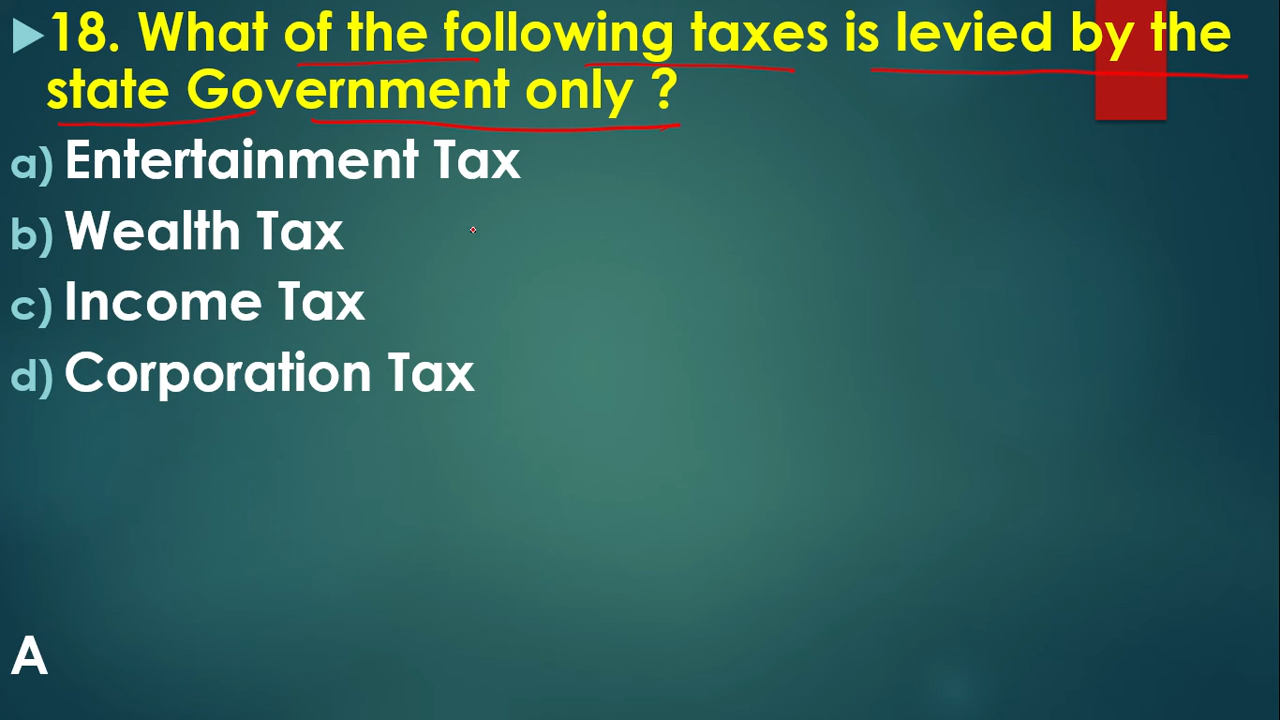 18. What of the following taxes is levied by the
state Government only ?
a) Entertainment Tax
b) Wealth Tax
c) Income Tax
d) Corporation Tax
A